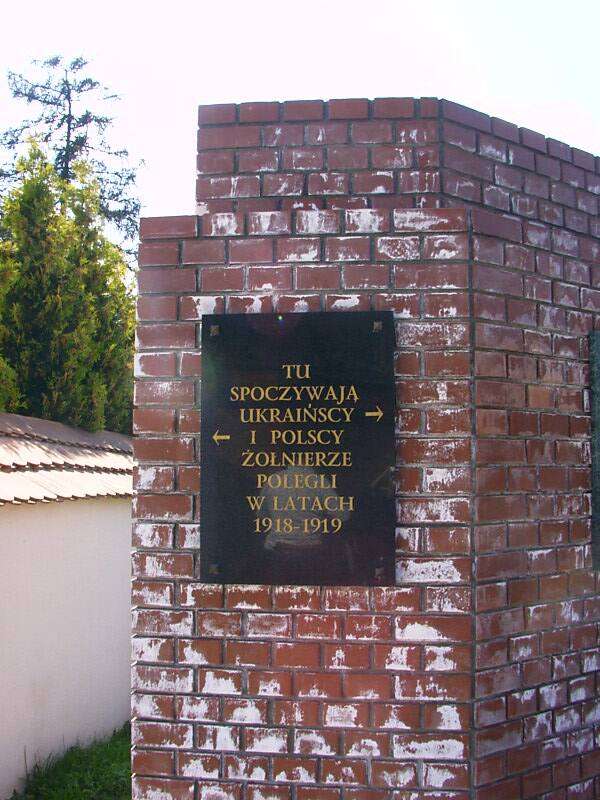 TU
SPOCZYWAJĄ
UKRAIŃSCY →
← I POLSCY
ŻOŁNIERZE
POLEGLI
W LATACH
1918-1919